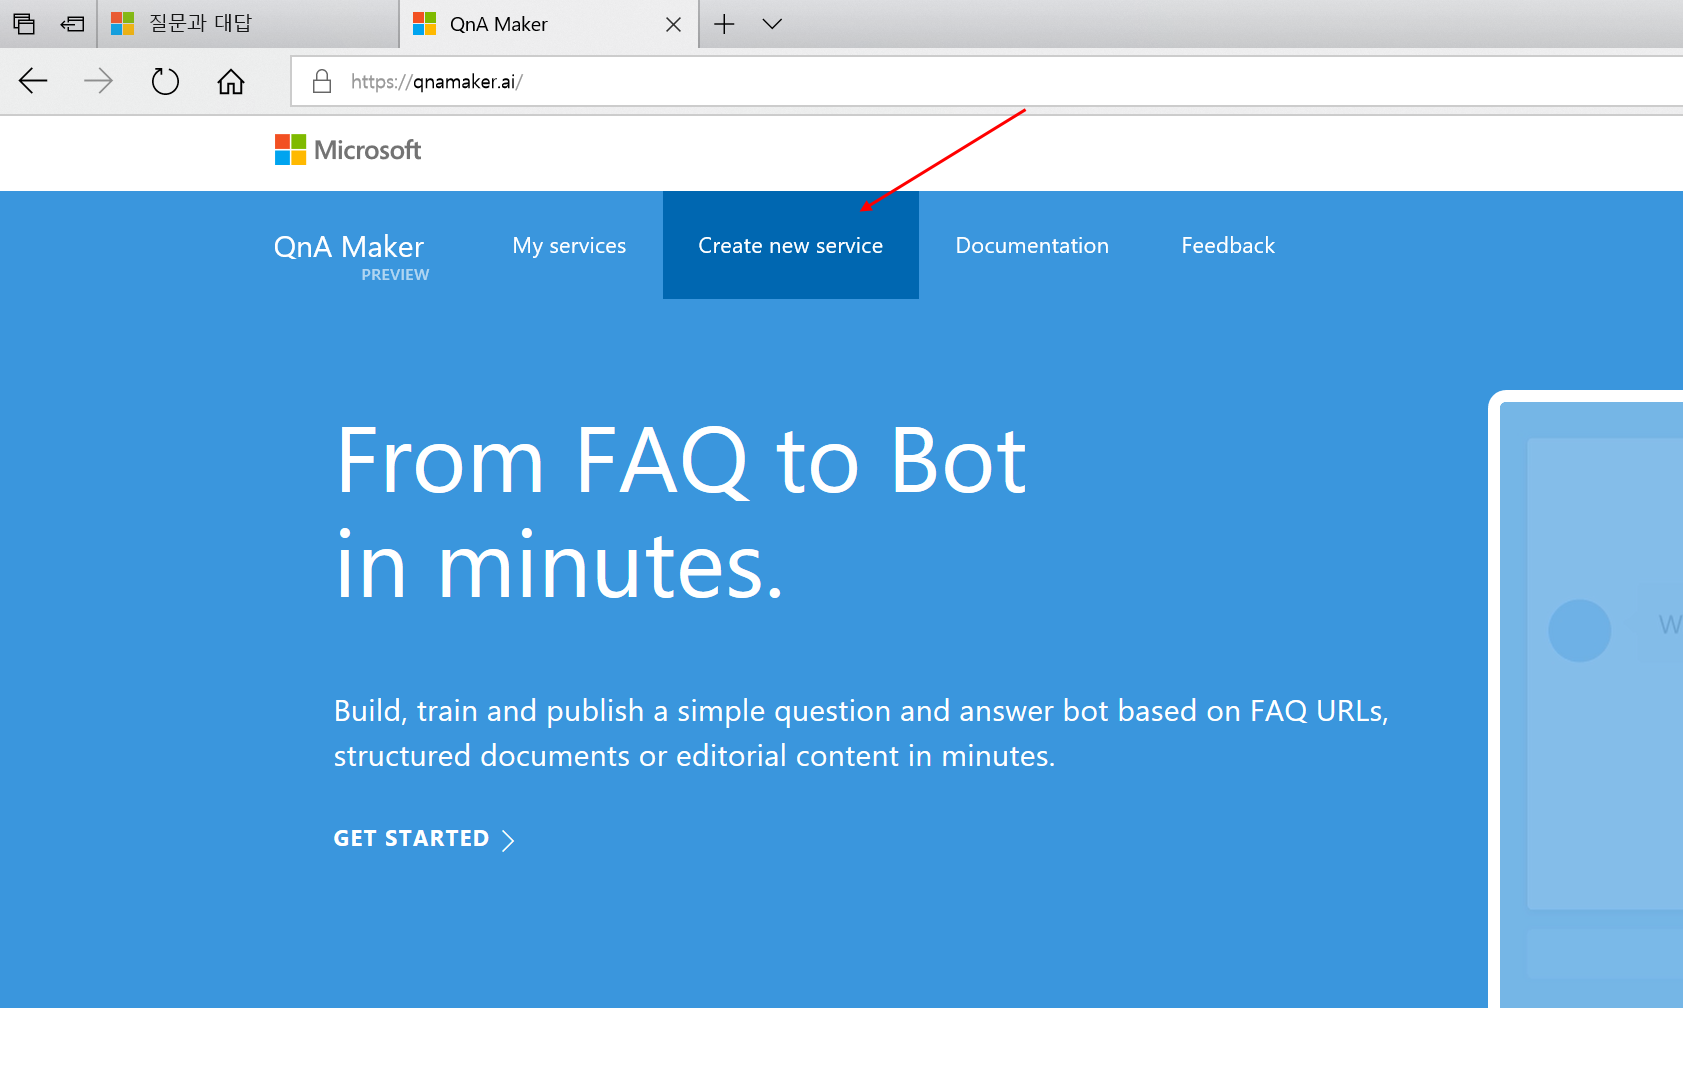 질문과 대답
QnA Maker
https://qnamaker.ai/
Microsoft
QnA Maker
PREVIEW
My services
Create new service
Documentation
Feedback
From FAQ to Bot
in minutes.
Build, train and publish a simple question and answer bot based on FAQ URLs,
structured documents or editorial content in minutes.
GET STARTED
W